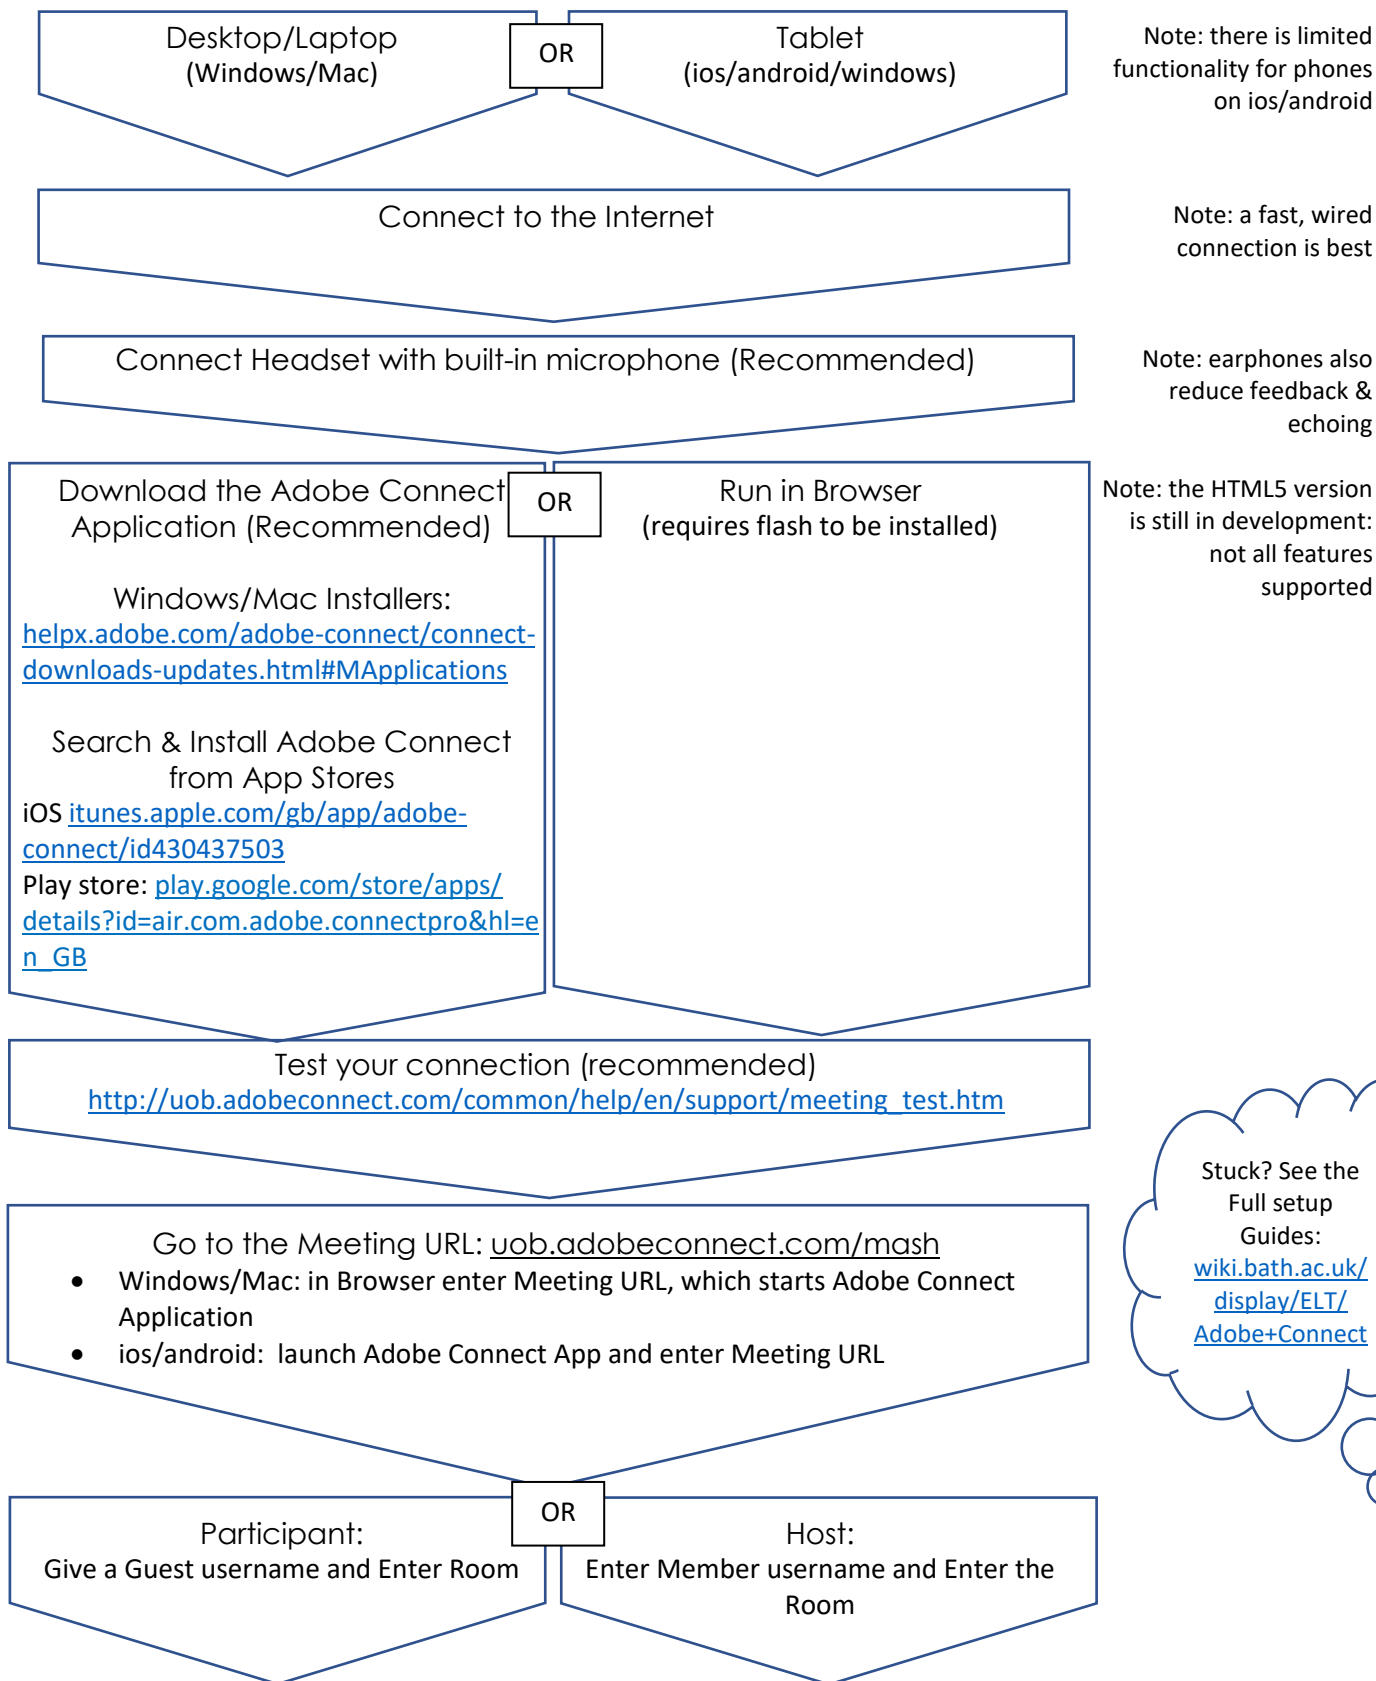 Desktop/Laptop
(Windows/Mac)
OR
Tablet
(ios/android/windows)
Note: there is limited
functionality for phones
on ios/android
Connect to the Internet
Note: a fast, wired
connection is best
Connect Headset with built-in microphone (Recommended)
Note: earphones also
reduce feedback &
echoing
Download the Adobe Connect
Application (Recommended)
Windows/Mac Installers:
helpx.adobe.com/adobe-connect/connect-
downloads-updates.html#MApplications
Search & Install Adobe Connect
from App Stores
iOS itunes.apple.com/gb/app/adobe-
connect/id430437503
Play store: play.google.com/store/apps/
details?id=air.com.adobe.connectpro&hl=e
n_GB
OR
Run in Browser
(requires flash to be installed)
Note: the HTML5 version
is still in development:
not all features
supported
Test your connection (recommended)
http://uob.adobeconnect.com/common/help/en/support/meeting_test.htm
Go to the Meeting URL: uob.adobeconnect.com/mash
• Windows/Mac: in Browser enter Meeting URL, which starts Adobe Connect
Application
• ios/android: launch Adobe Connect App and enter Meeting URL
Stuck? See the
Full setup
Guides:
wiki.bath.ac.uk/
display/ELT/
Adobe+Connect
Participant:
Give a Guest username and Enter Room
OR
Host:
Enter Member username and Enter the
Room